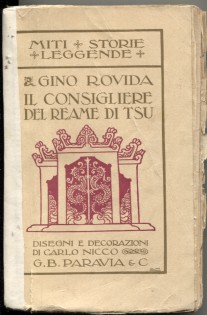 MITI + STORIE
+ LEGGENDE +
GINO ROVIDA
IL CONSIGLIERE
DEL REAME DI TSU
DISEGNI E DECORAZIONI
DI CARLO NICCO
G. B. PARAVIA & C